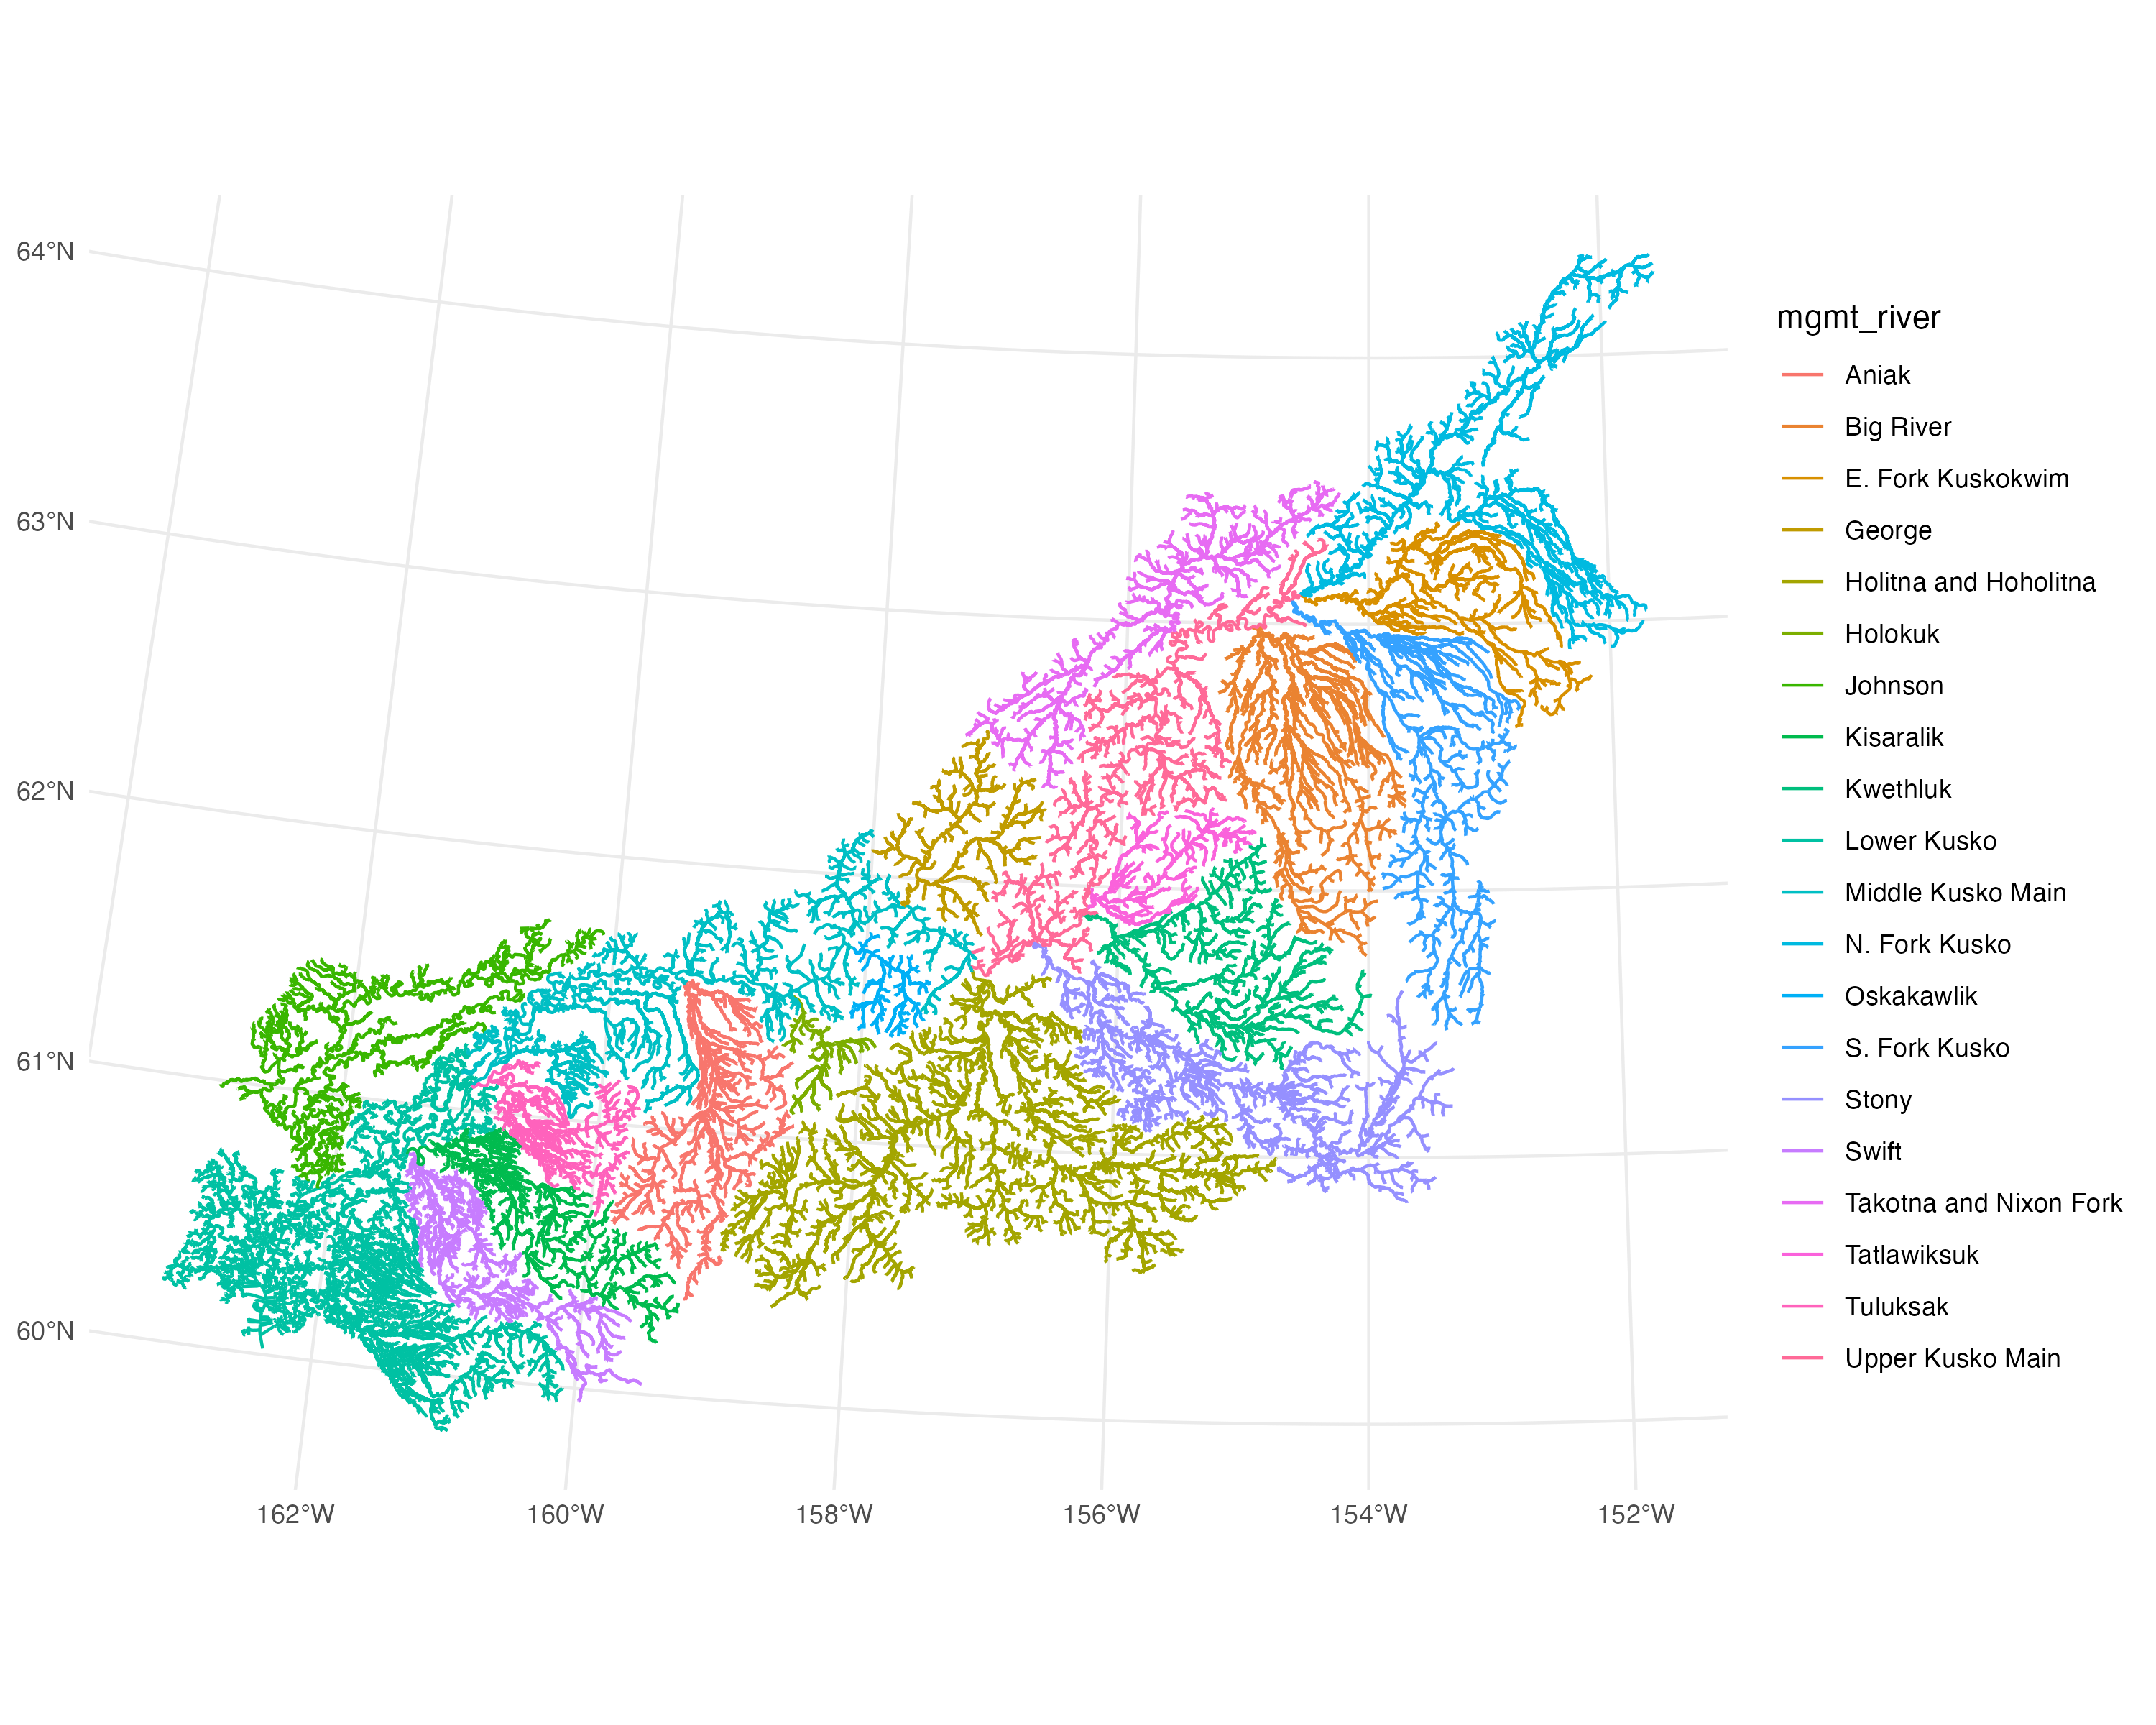 64°N
63°N
62°N
61°N
60°N
162°W
160°W
158°W
156°W
154°W
152°W
mgmt_river
Aniak
Big River
E. Fork Kuskokwim
George
Holitna and Hoholitna
Holokuk
Johnson
Kisaralik
Kwethluk
Lower Kusko
Middle Kusko Main
N. Fork Kusko
Oskakawlik
S. Fork Kusko
Stony
Swift
Takotna and Nixon Fork
Tatlawiksuk
Tuluksak
Upper Kusko Main